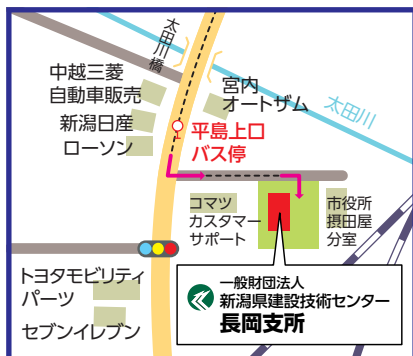 太田川橋
中越三菱
自動車販売
新潟日産
ローソン
宮内
オートザム
太田川
平島上口
バス停
コマツ
カスタマー
サポート
市役所
摂田屋
分室
トヨタモビリティ
パーツ
セブンイレブン
一般財団法人
新潟県建設技術センター
長岡支所